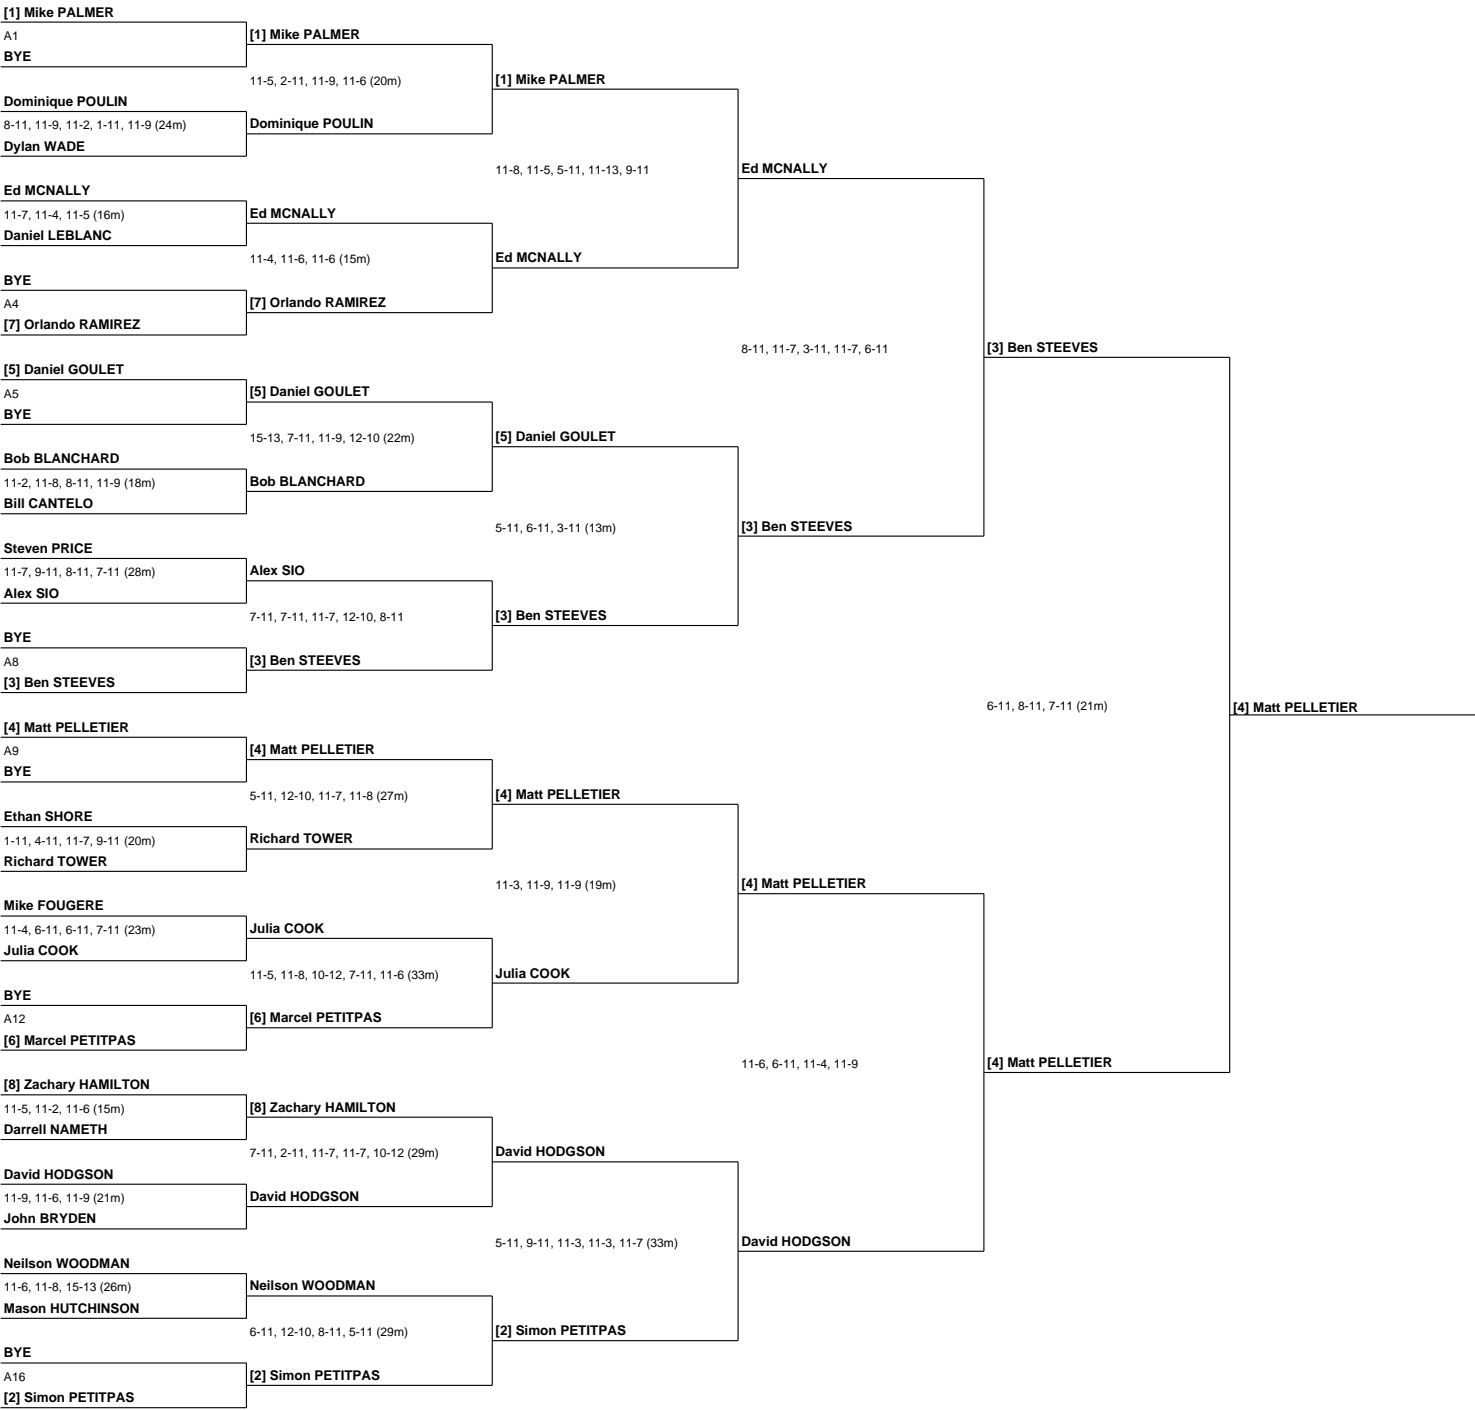 [1] Mike PALMER
A1
BYE
Dominique POULIN
8-11, 11-9, 11-2, 1-11, 11-9 (24m)
Dylan WADE
Ed MCNALLY
11-7, 11-4, 11-5 (16m)
Daniel LEBLANC
BYE
A4
[7] Orlando RAMIREZ
[5] Daniel GOULET
A5
BYE
Bob BLANCHARD
11-2, 11-8, 8-11, 11-9 (18m)
Bill CANTELO
Steven PRICE
11-7, 9-11, 8-11, 7-11 (28m)
Alex SIO
BYE
A8
[3] Ben STEEVES
[4] Matt PELLETIER
A9
BYE
Ethan SHORE
1-11, 4-11, 11-7, 9-11 (20m)
Richard TOWER
Mike FOUGERE
11-4, 6-11, 6-11, 7-11 (23m)
Julia COOK
BYE
A12
[6] Marcel PETITPAS
[8] Zachary HAMILTON
11-5, 11-2, 11-6 (15m)
Darrell NAMETH
David HODGSON
11-9, 11-6, 11-9 (21m)
John BRYDEN
Neilson WOODMAN
11-6, 11-8, 15-13 (26m)
Mason HUTCHINSON
BYE
A16
[2] Simon PETITPAS
[1] Mike PALMER
11-5, 2-11, 11-9, 11-6 (20m)
Dominique POULIN
Ed MCNALLY
11-4, 11-6, 11-6 (15m)
[7] Orlando RAMIREZ
[5] Daniel GOULET
15-13, 7-11, 11-9, 12-10 (22m)
Bob BLANCHARD
Alex SIO
7-11, 7-11, 11-7, 12-10, 8-11
[3] Ben STEEVES
[4] Matt PELLETIER
5-11, 12-10, 11-7, 11-8 (27m)
Richard TOWER
Julia COOK
11-5, 11-8, 10-12, 7-11, 11-6 (33m)
[6] Marcel PETITPAS
[8] Zachary HAMILTON
7-11, 2-11, 11-7, 11-7, 10-12 (29m)
David HODGSON
Neilson WOODMAN
6-11, 12-10, 8-11, 5-11 (29m)
[2] Simon PETITPAS
[1] Mike PALMER
11-8, 11-5, 5-11, 11-13, 9-11
Ed MCNALLY
[5] Daniel GOULET
5-11, 6-11, 3-11 (13m)
[3] Ben STEEVES
[4] Matt PELLETIER
11-3, 11-9, 11-9 (19m)
Julia COOK
David HODGSON
5-11, 9-11, 11-3, 11-3, 11-7 (33m)
[2] Simon PETITPAS
Ed MCNALLY
8-11, 11-7, 3-11, 11-7, 6-11
[3] Ben STEEVES
[4] Matt PELLETIER
11-6, 6-11, 11-4, 11-9
David HODGSON
[3] Ben STEEVES
6-11, 8-11, 7-11 (21m)
[4] Matt PELLETIER
[4] Matt PELLETIER